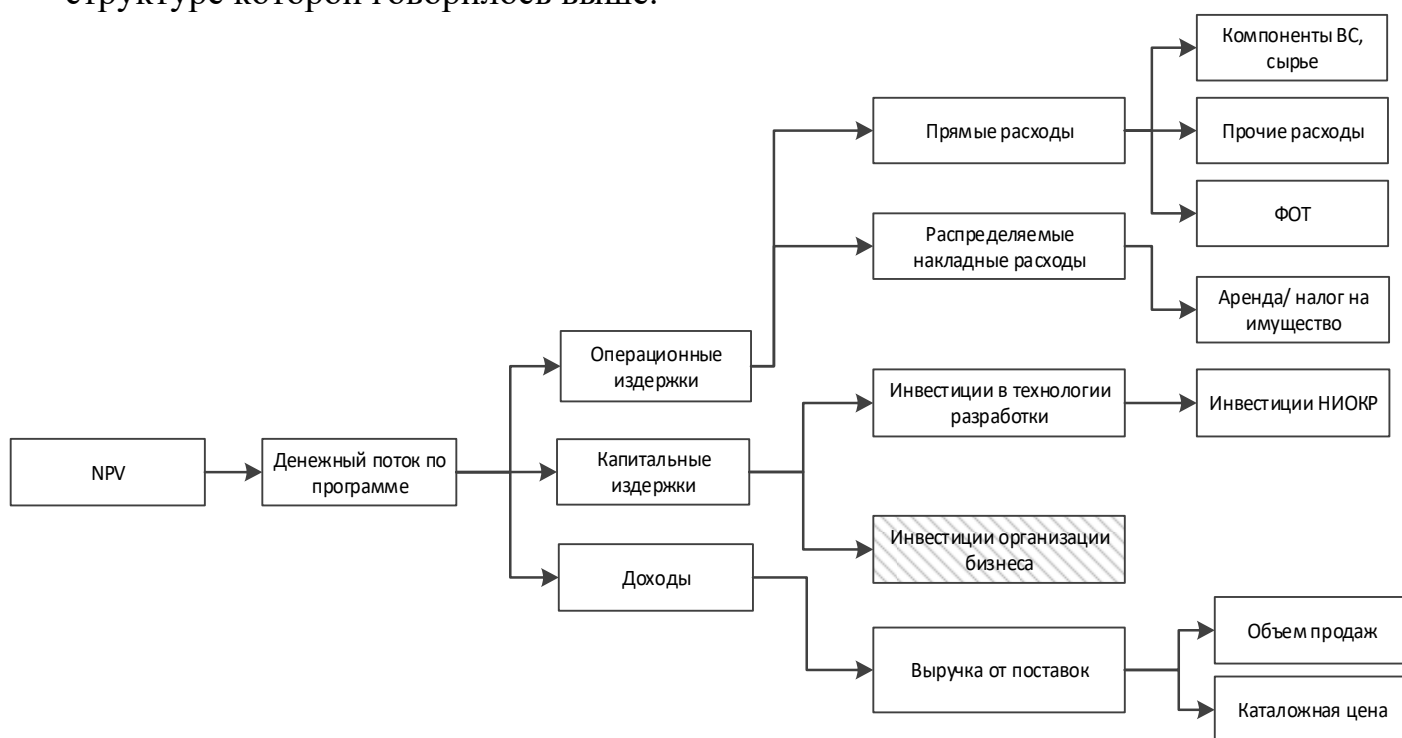 структуре которой говорилось выше.
Компоненты ВС,
сырье
Прямые расходы
Прочие расходы
ФОТ
Распределяемые
накладные расходы
Аренда/ налог на
имущество
Операционные
издержки
Инвестиции в технологии
разработки
Инвестиции НИОКР
NPV
Денежный поток по
программе
Капитальные
издержки
Инвестиции организации
бизнеса
Доходы
Объем продаж
Выручка от поставок
Каталожная цена